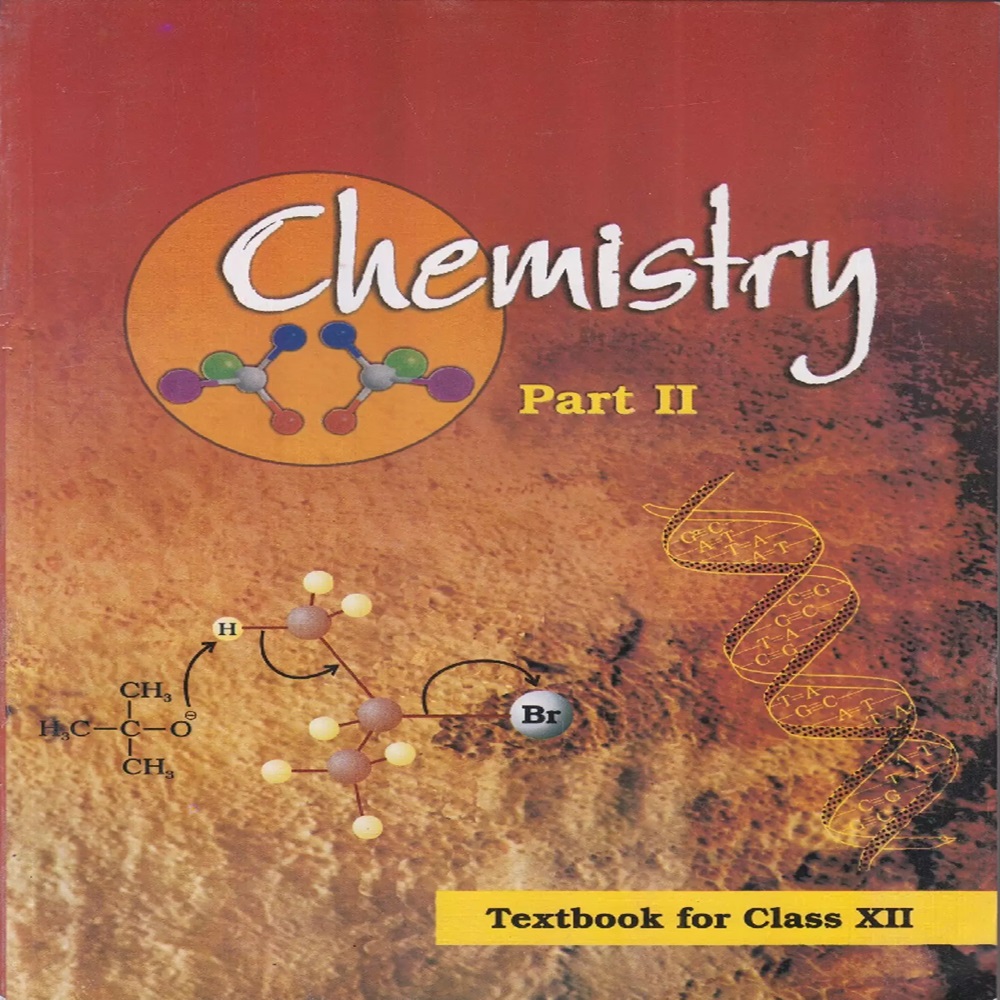 Chemistry
Part II
G≡C
A=T
T=A
A=T
C≡G
G≡C
T=A
C≡G
H
CH₃
H₃C–C–O⊖
CH₃
Br
T=A
G≡C
A=T
T A
C≡G
Textbook for Class XII